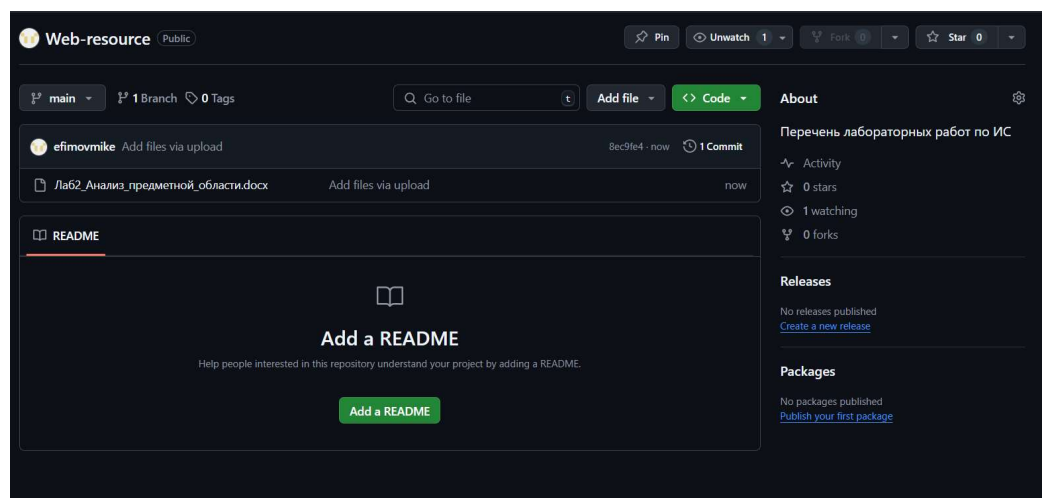 Web-resource Public Pin Unwatch 1 Fork 0 Star 0
main 1 Branch 0 Tags Go to file t Add file Code
efimovmike Add files via upload 8ec9fe4 · now 1 Commit
Лаб2_Анализ_предметной_области.docx Add files via upload now
README
Add a README
Help people interested in this repository understand your project by adding a README.
Add a README
About
Перечень лабораторных работ по ИС
Activity
0 stars
1 watching
0 forks
Releases
No releases published
Create a new release
Packages
No packages published
Publish your first package